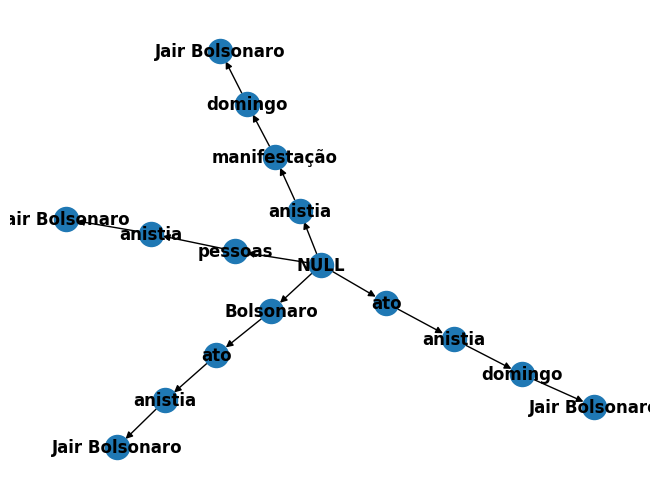 Jair Bolsonaro
domingo
manifestação
anistia
air Bolsonaro
anistia
pessoas
NULL
Bolsonaro
ato
ato
anistia
anistia
domingo
Jair Bolsonaro
Jair Bolsonaro